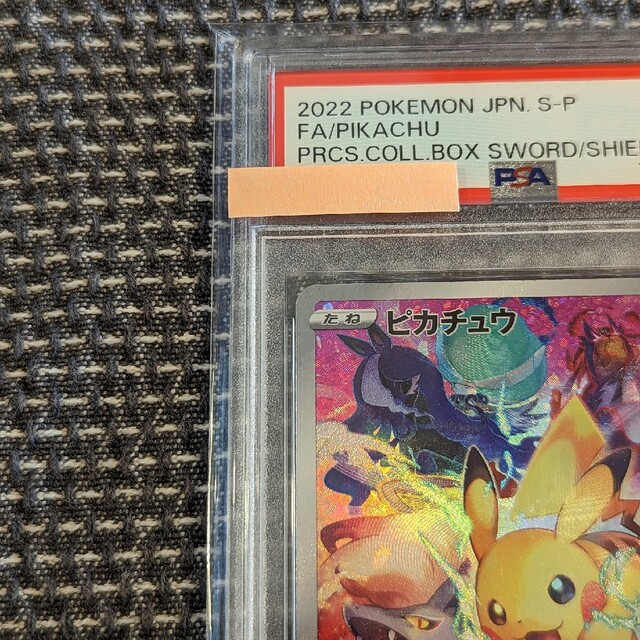 2022 POKEMON JPN. S-P
FA/PIKACHU
PRCS.COLL.BOX SWORD/SHIE
PSA
たね ピカチュウ